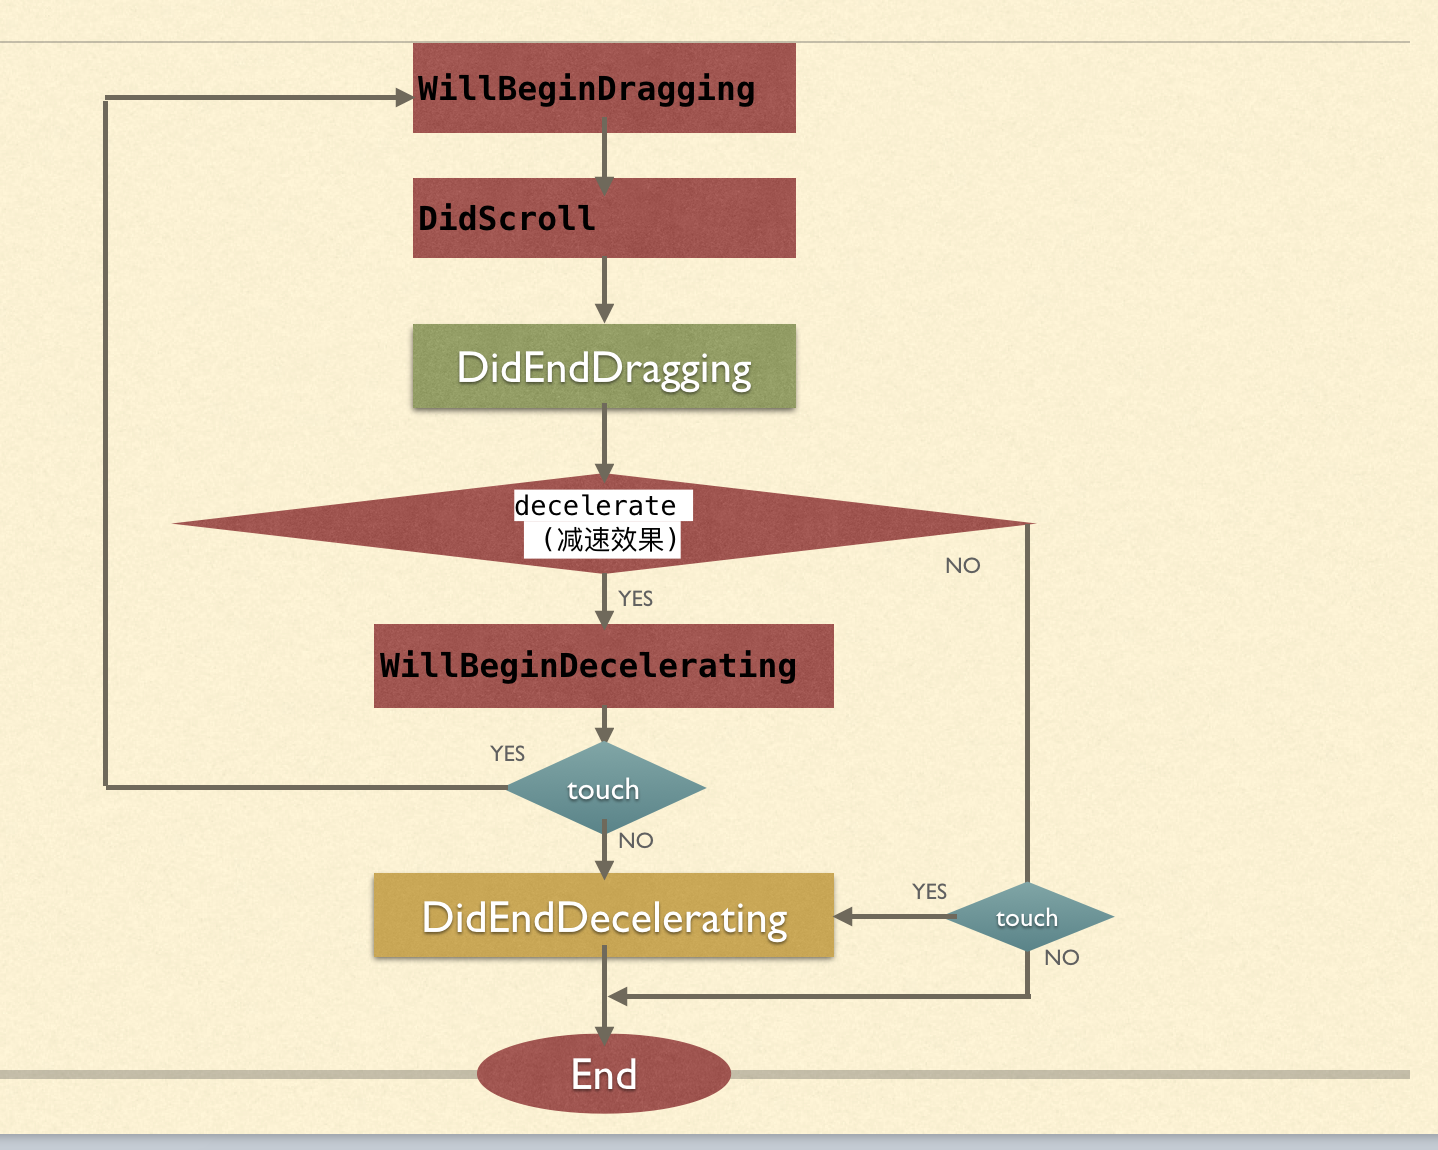 WillBeginDragging
DidScroll
DidEndDragging
decelerate
(减速效果)
NO
YES
WillBeginDecelerating
YES
touch
NO
DidEndDecelerating
YES
touch
NO
End